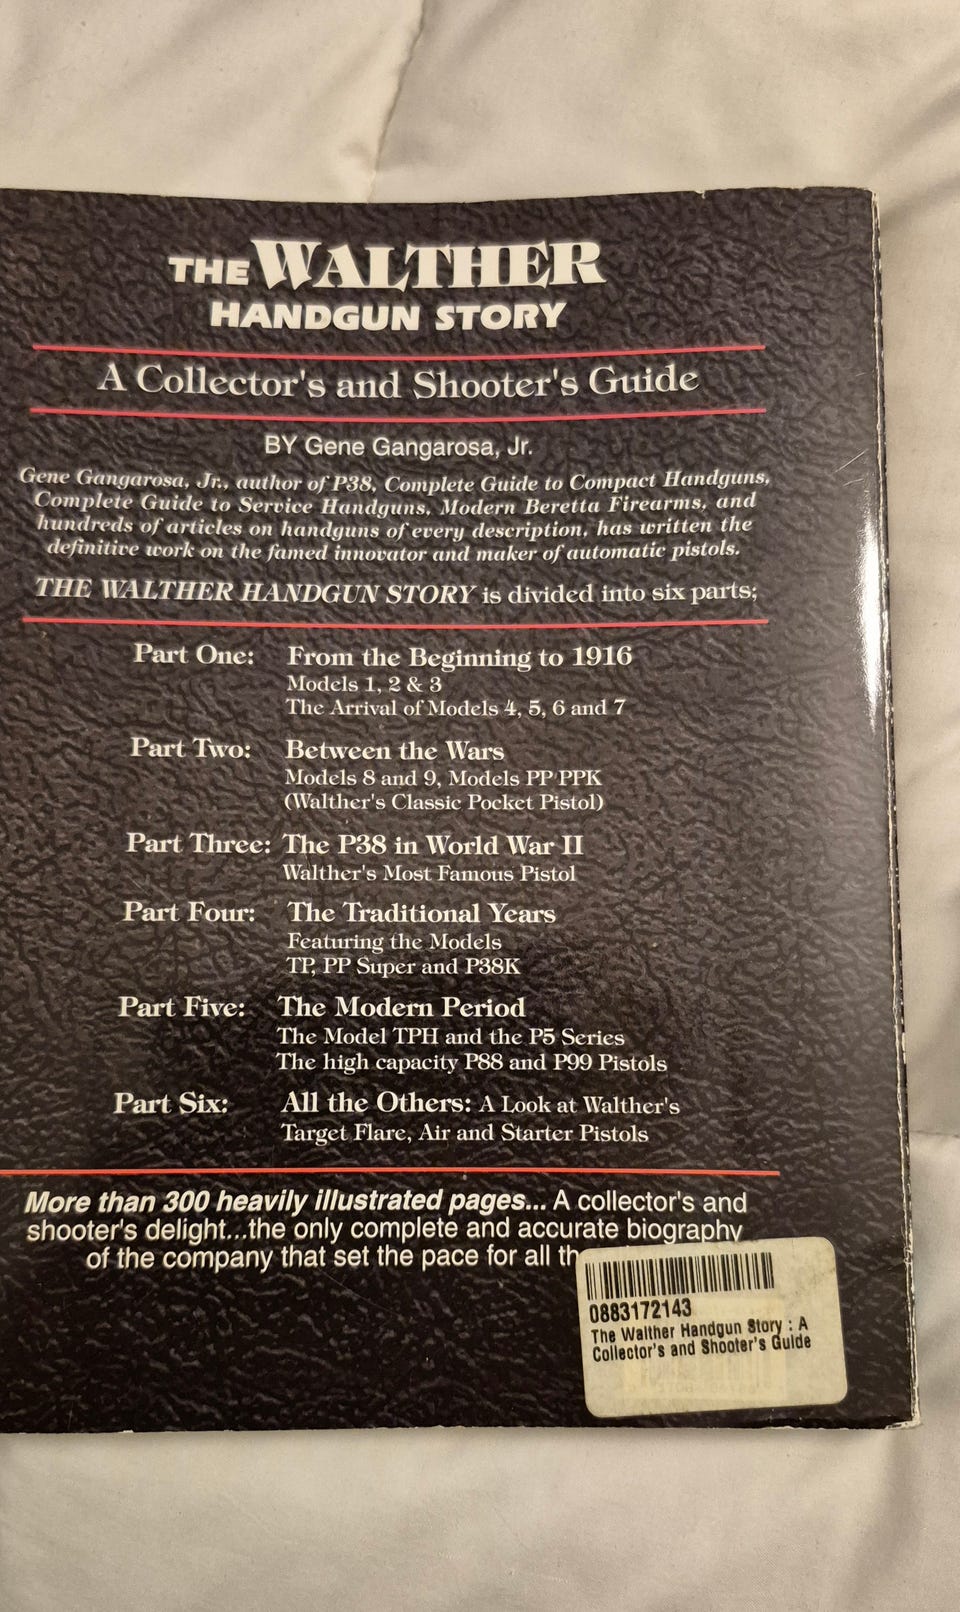 THE WALTHER
HANDGUN STORY
A Collector's and Shooter's Guide
BY Gene Gangarosa, Jr.
Gene Gangarosa, Jr., author of P38, Complete Guide to Compact Handguns,
Complete Guide to Service Handguns, Modern Beretta Firearms, and
hundreds of articles on handguns of every description, has written the
definitive work on the famed innovator and maker of automatic pistols.
THE WALTHER HANDGUN STORY is divided into six parts;
Part One: From the Beginning to 1916
Models 1, 2 & 3
The Arrival of Models 4, 5, 6 and 7
Part Two: Between the Wars
Models 8 and 9, Models PP PPK
(Walther's Classic Pocket Pistol)
Part Three: The P38 in World War II
Walther's Most Famous Pistol
Part Four: The Traditional Years
Featuring the Models
TP, PP Super and P38K
Part Five: The Modern Period
The Model TPH and the P5 Series
The high capacity P88 and P99 Pistols
Part Six: All the Others: A Look at Walther's
Target Flare, Air and Starter Pistols
More than 300 heavily illustrated pages... A collector's and
shooter's delight...the only complete and accurate biography
of the company that set the pace for all
0883172143
The Walther Handgun Story : A
Collector's and Shooter's Guide